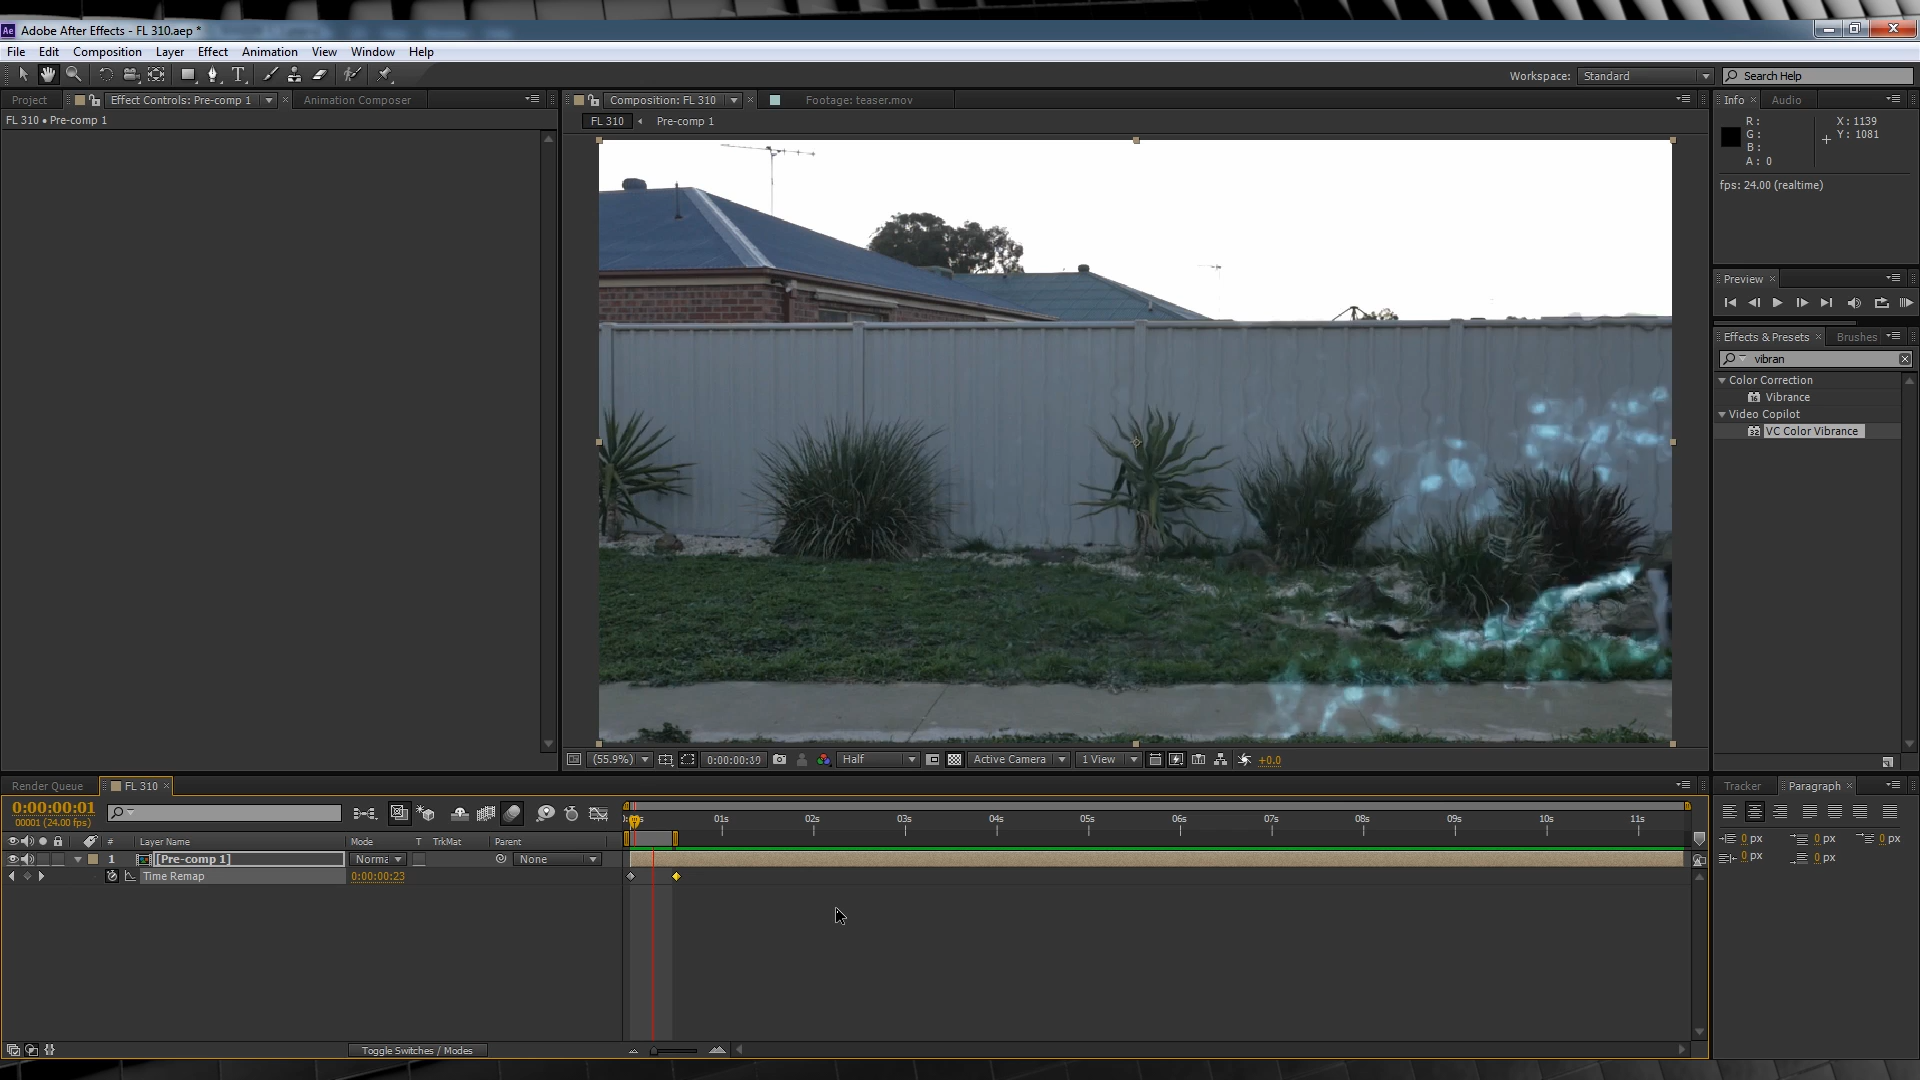 Ae Adobe After Effects - FL 310.aep *
File Edit Composition Layer Effect Animation View Window Help
Workspace: Standard Search Help
Project Effect Controls: Pre-comp 1 Animation Composer Composition: FL 310 Footage: teaser.mov Info Audio
FL 310 • Pre-comp 1 FL 310 Pre-comp 1
R : X : 1139
G : Y : 1081
B :
A : 0
fps: 24.00 (realtime)
Preview
Effects & Presets Brushes
vibran
Color Correction
Vibrance
Video Copilot
VC Color Vibrance
(55.9%) Half Active Camera 1 View +0.0
Render Queue FL 310 Tracker Paragraph
0:00:00:01
00001 (24.00 fps)
01s 02s 03s 04s 05s 06s 07s 08s 09s 10s 11s
# Layer Name Mode T TrkMat Parent
0 px 0 px 0 px
1 [Pre-comp 1] Norma None
0 px 0 px
Time Remap 0:00:00:23
Toggle Switches / Modes